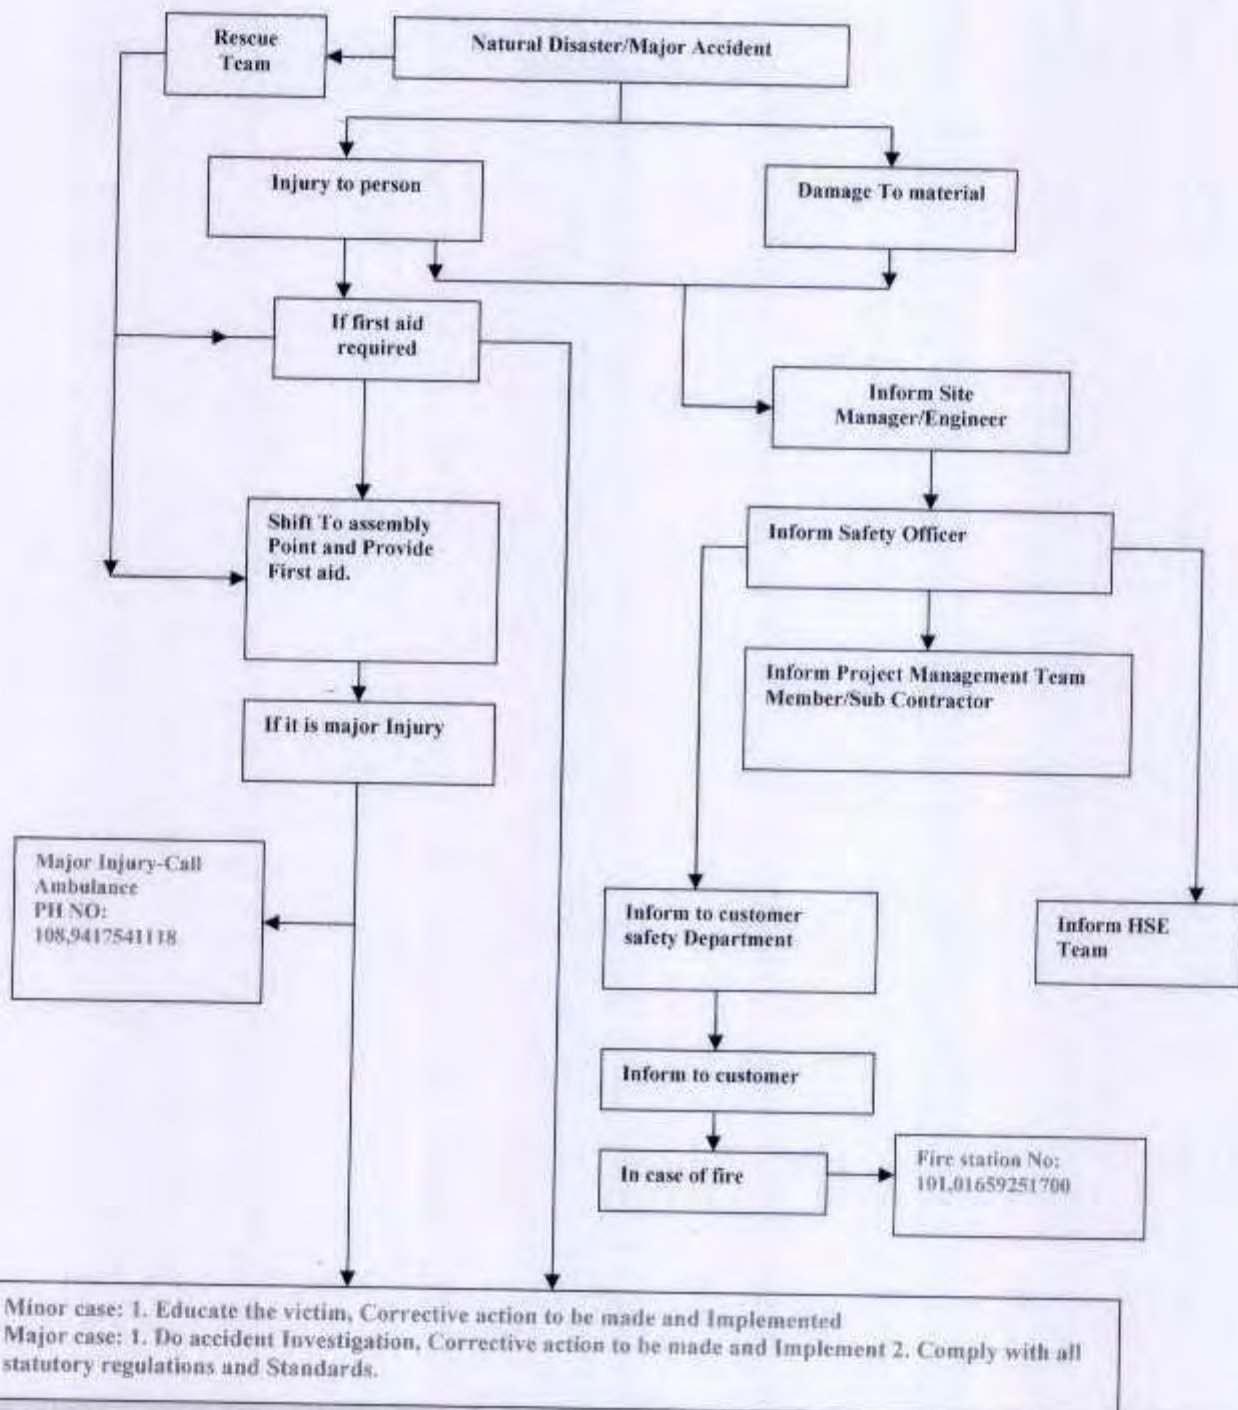 Rescue
Team
Natural Disaster/Major Accident
Injury to person
Damage To material
If first aid
required
Inform Site
Manager/Engineer
Shift To assembly
Point and Provide
First aid.
Inform Safety Officer
Inform Project Management Team
Member/Sub Contractor
If it is major Injury
Major Injury-Call
Ambulance
PH NO:
108,9417541118
Inform to customer
safety Department
Inform HSE
Team
Inform to customer
In case of fire
Fire station No:
101,01659251700
Minor case: 1. Educate the victim, Corrective action to be made and Implemented
Major case: 1. Do accident Investigation, Corrective action to be made and Implement 2. Comply with all
statutory regulations and Standards.